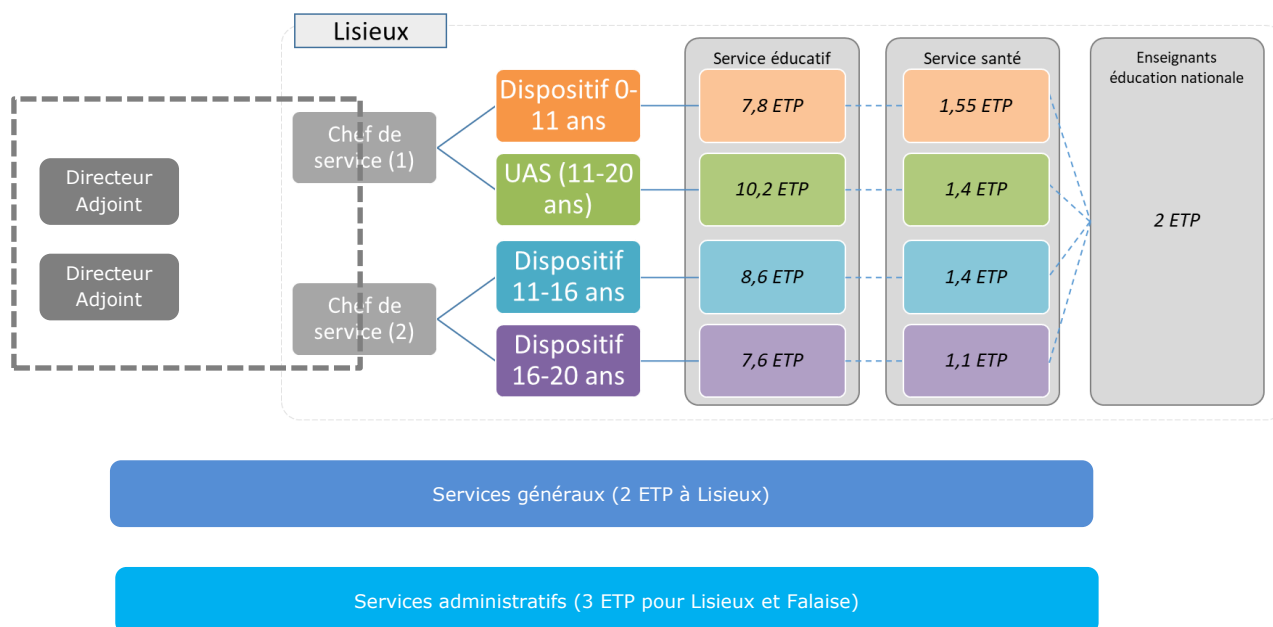 Lisieux
Service éducatif
Service santé
Enseignants
éducation nationale
Directeur
Adjoint
Directeur
Adjoint
Chef de
service (1)
Chef de
service (2)
Dispositif 0-
11 ans
7,8 ETP
1,55 ETP
UAS (11-20
ans)
10,2 ETP
1,4 ETP
2 ETP
Dispositif
11-16 ans
8,6 ETP
1,4 ETP
Dispositif
16-20 ans
7,6 ETP
1,1 ETP
Services généraux (2 ETP à Lisieux)
Services administratifs (3 ETP pour Lisieux et Falaise)